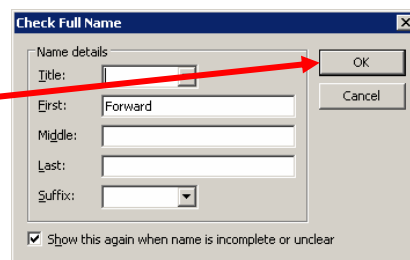 Check Full Name
Name details
Title:
First: Forward
Middle:
Last:
Suffix:
OK
Cancel
Show this again when name is incomplete or unclear